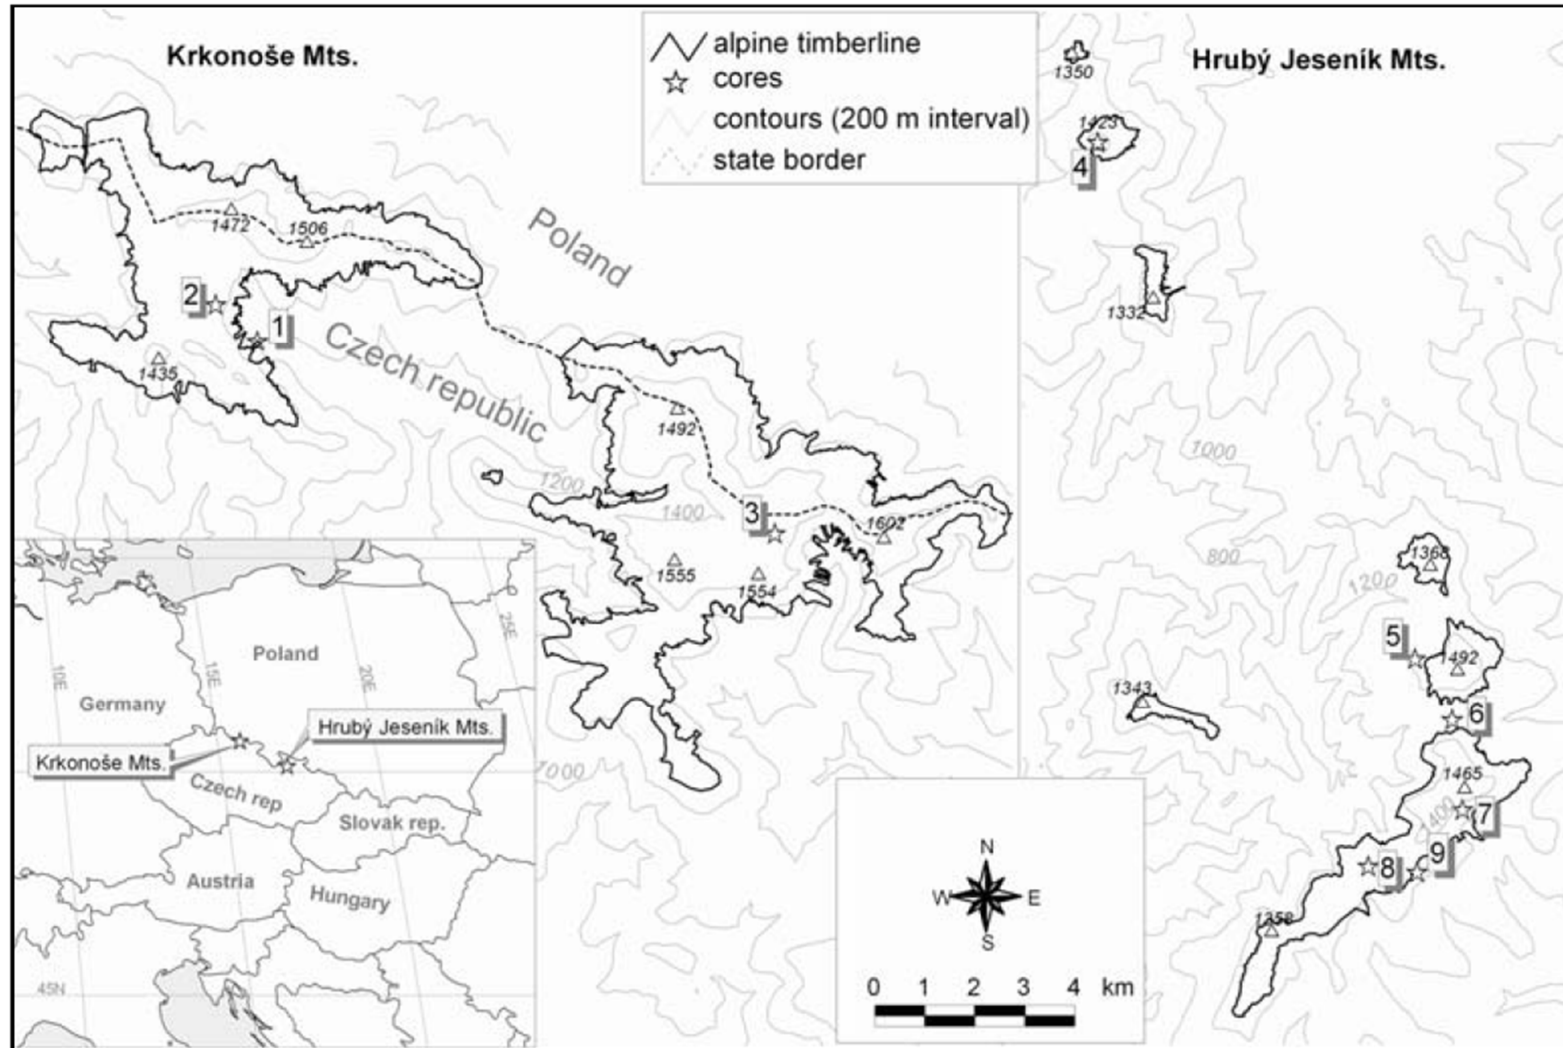 Krkonoše Mts.
alpine timberline
cores
contours (200 m interval)
state border
Hrubý Jeseník Mts.
1350
1423
4
1332
Poland
Czech republic
1472
1506
2
1
1435
1492
1200
1400
3
1602
1555
1554
1000
1000
800
1200
1368
5
1492
6
1343
1465
1400
7
8
9
1358
10E
15E
20E
25E
Poland
Germany
Hrubý Jeseník Mts.
Krkonoše Mts.
Czech rep
Slovak rep.
Austria
Hungary
45N
N
W E
S
0 1 2 3 4 km